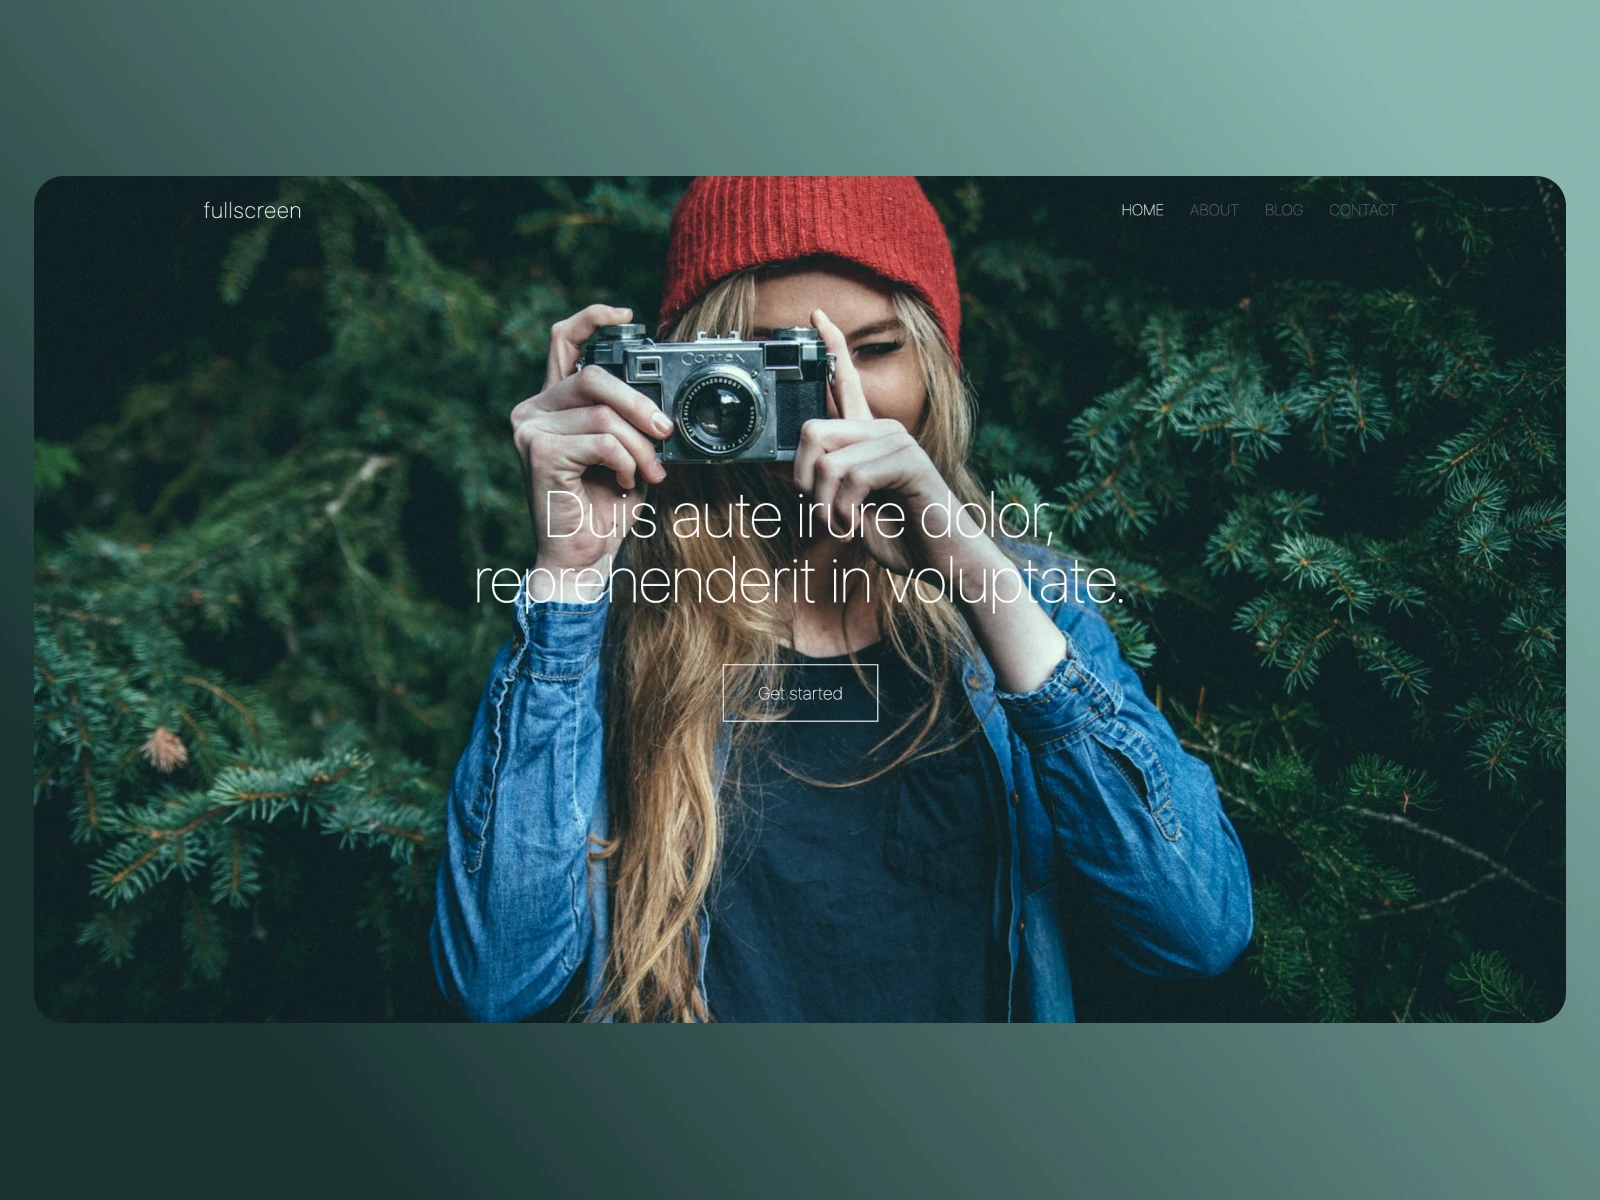 fullscreen
HOME ABOUT BLOG CONTACT
Contax
Duis aute irure dolor,
reprehenderit in voluptate.
Get started